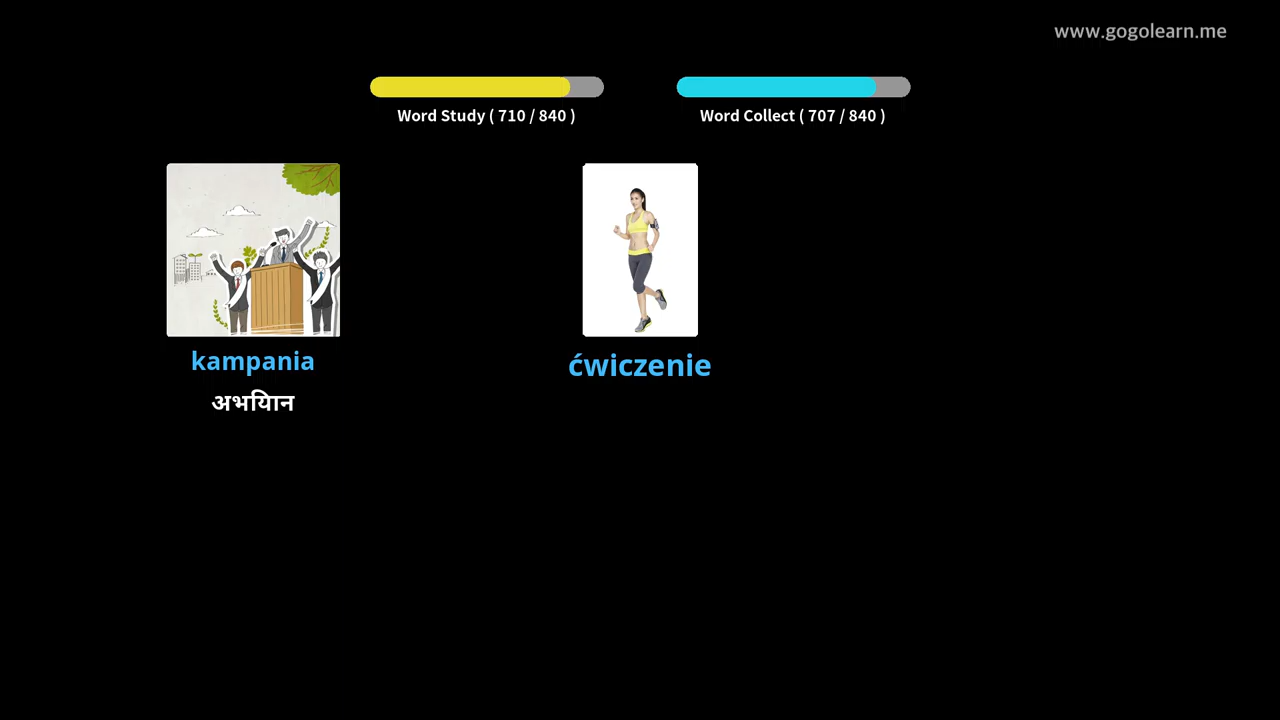 www.gogolearn.me
Word Study ( 710 / 840 )
Word Collect ( 707 / 840 )
kampania
अभियान
ćwiczenie